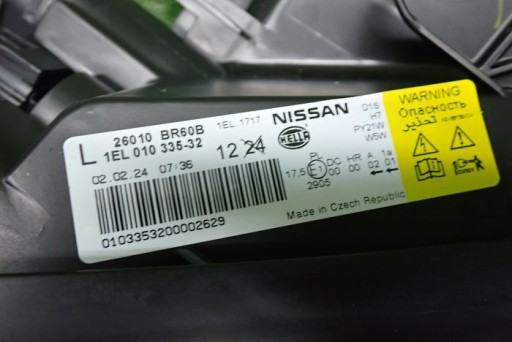 L
26010 BR60B
1EL 010 335-32
1EL 1717
NISSAN
HELLA
D1S
H7
PY21W
W5W
02.02.24 07:36
12 24
17,5
PL
E1
2905
DC HR A 1a
00 00 02 01
0103353200002629
Made in Czech Republic
WARNING
Опасность
تحذير